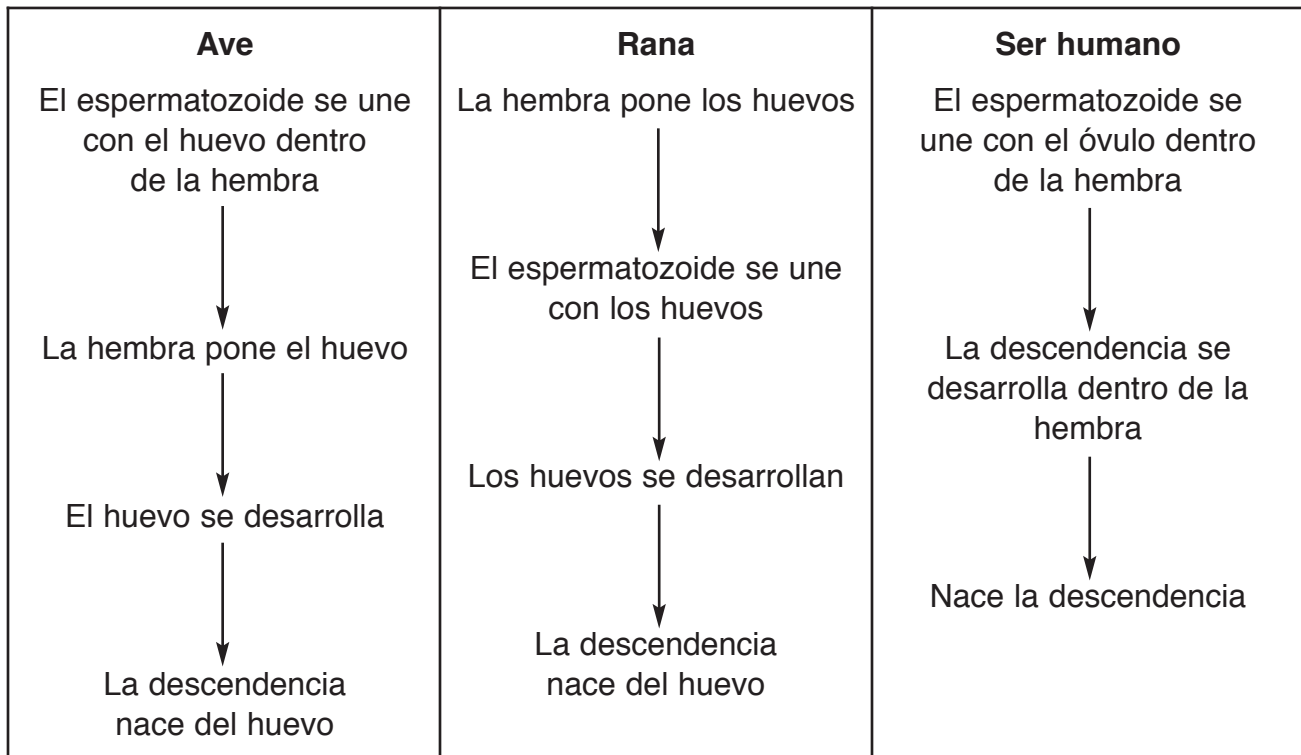 Ave
El espermatozoide se une
con el huevo dentro
de la hembra
La hembra pone el huevo
El huevo se desarrolla
La descendencia
nace del huevo
Rana
La hembra pone los huevos
El espermatozoide se une
con los huevos
Los huevos se desarrollan
La descendencia
nace del huevo
Ser humano
El espermatozoide se
une con el óvulo dentro
de la hembra
La descendencia se
desarrolla dentro de la
hembra
Nace la descendencia